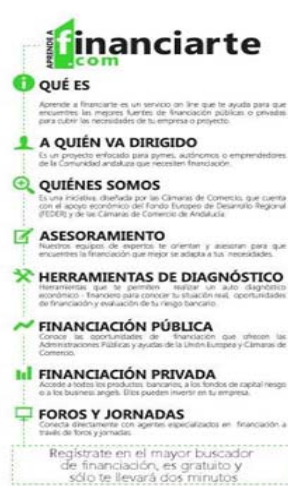 APRENDE A
financiarte
.com
QUÉ ES
Aprende a financiarte es un servicio on line que te ayuda para que
encuentres las mejores fuentes de financiación públicas o privadas
para cubrir las necesidades de tu empresa o proyecto.
A QUIÉN VA DIRIGIDO
Es un proyecto enfocado para pymes, autónomos o emprendedores
de la Comunidad andaluza que necesiten financiación.
QUIÉNES SOMOS
Es una iniciativa, diseñada por las Cámaras de Comercio, que cuenta
con el apoyo económico del Fondo Europeo de Desarrollo Regional
(FEDER) y de las Cámaras de Comercio de Andalucía.
ASESORAMIENTO
Nuestros equipos de expertos te orientan y asesoran para que
encuentres la financiación que mejor se adapta a tus necesidades.
HERRAMIENTAS DE DIAGNÓSTICO
Herramientas que te permiten realizar un auto diagnóstico
económico - financiero para conocer tu situación real, oportunidades
de financiación y evaluación de tu riesgo bancario.
FINANCIACIÓN PÚBLICA
Conoce las oportunidades de financiación que ofrecen las
Administraciones Públicas y ayudas de la Unión Europea y Cámaras de
Comercio.
FINANCIACIÓN PRIVADA
Accede a todos los productos bancarios, a los fondos de capital riesgo
o a los business angels. Ellos pueden invertir en tu empresa.
FOROS Y JORNADAS
Conecta directamente con agentes especializados en financiación a
través de foros y jornadas.
Regístrate en el mayor buscador
de financiación, es gratuito y
sólo te llevará dos minutos